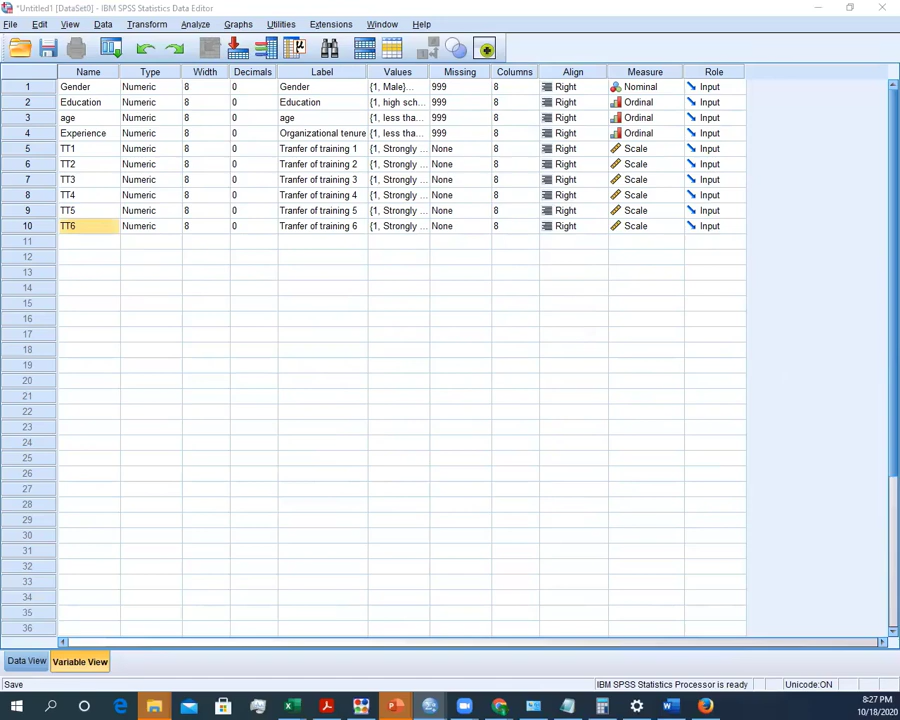 *Untitled1 [DataSet0] - IBM SPSS Statistics Data Editor
File Edit View Data Transform Analyze Graphs Utilities Extensions Window Help
Name Type Width Decimals Label Values Missing Columns Align Measure Role
1 Gender Numeric 8 0 Gender {1, Male}... 999 8 Right Nominal Input
2 Education Numeric 8 0 Education {1, high sch... 999 8 Right Ordinal Input
3 age Numeric 8 0 age {1, less tha... 999 8 Right Ordinal Input
4 Experience Numeric 8 0 Organizational tenure {1, less tha... 999 8 Right Ordinal Input
5 TT1 Numeric 8 0 Tranfer of training 1 {1, Strongly ... None 8 Right Scale Input
6 TT2 Numeric 8 0 Tranfer of training 2 {1, Strongly ... None 8 Right Scale Input
7 TT3 Numeric 8 0 Tranfer of training 3 {1, Strongly ... None 8 Right Scale Input
8 TT4 Numeric 8 0 Tranfer of training 4 {1, Strongly ... None 8 Right Scale Input
9 TT5 Numeric 8 0 Tranfer of training 5 {1, Strongly ... None 8 Right Scale Input
10 TT6 Numeric 8 0 Tranfer of training 6 {1, Strongly ... None 8 Right Scale Input
11
12
13
14
15
16
17
18
19
20
21
22
23
24
25
26
27
28
29
30
31
32
33
34
35
36
Data View Variable View
Save IBM SPSS Statistics Processor is ready Unicode:ON
8:27 PM
10/18/2020